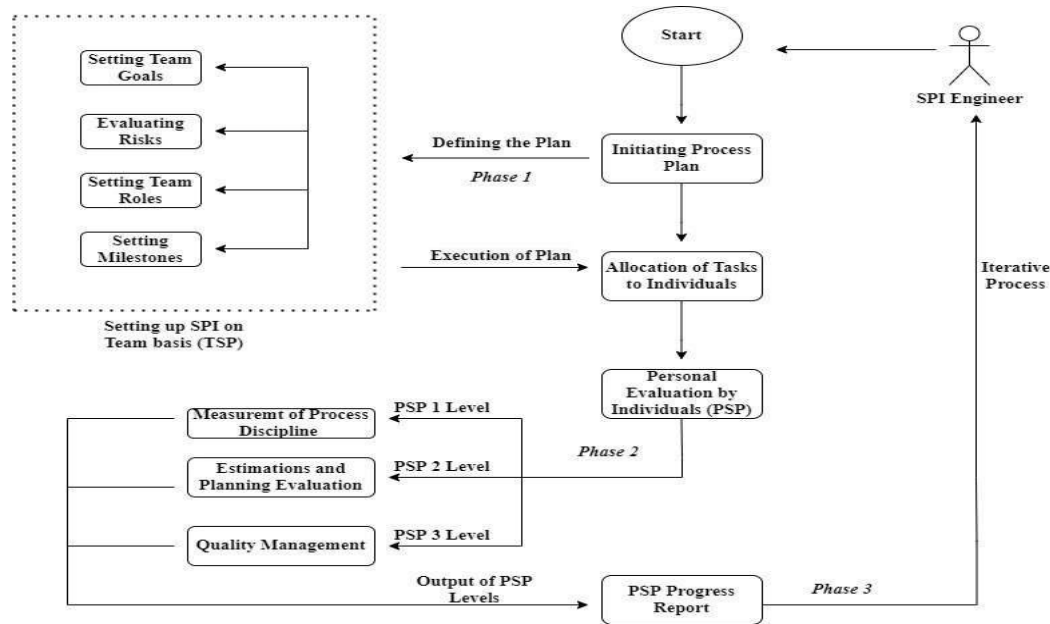 Start
SPI Engineer
Setting Team
Goals
Evaluating
Risks
Setting Team
Roles
Setting
Milestones
Defining the Plan
Phase 1
Initiating Process
Plan
Execution of Plan
Allocation of Tasks
to Individuals
Iterative
Process
Setting up SPI on
Team basis (TSP)
Personal
Evaluation by
Individuals (PSP)
PSP 1 Level
Measuremt of Process
Discipline
Phase 2
PSP 2 Level
Estimations and
Planning Evaluation
PSP 3 Level
Quality Management
Output of PSP
Levels
PSP Progress
Report
Phase 3